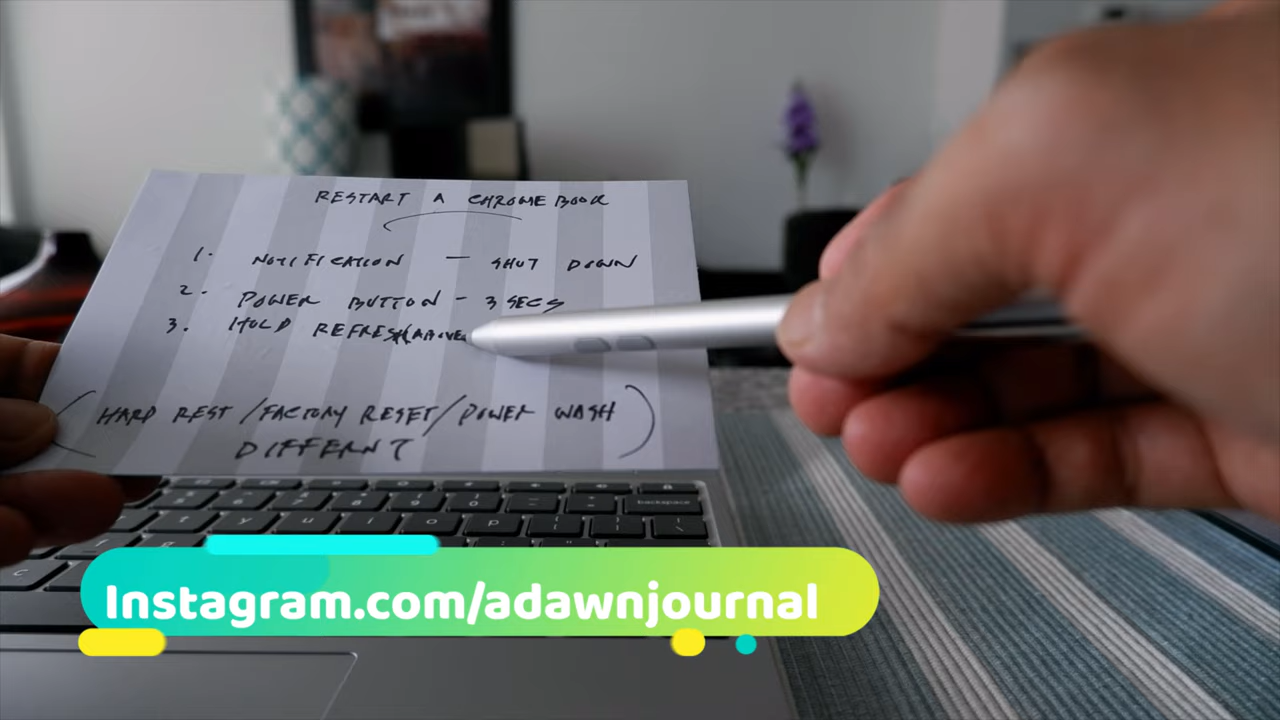 RESTART A CHROMEBOOK
1. NOTIFICATION - SHUT DOWN
2. POWER BUTTON - 3 SECS
3. HOLD REFRESH
(HARD REST/FACTORY RESET/POWER WASH
DIFFERNT)
backspace
t y u i o p [ ] \
c
Instagram.com/adawnjournal